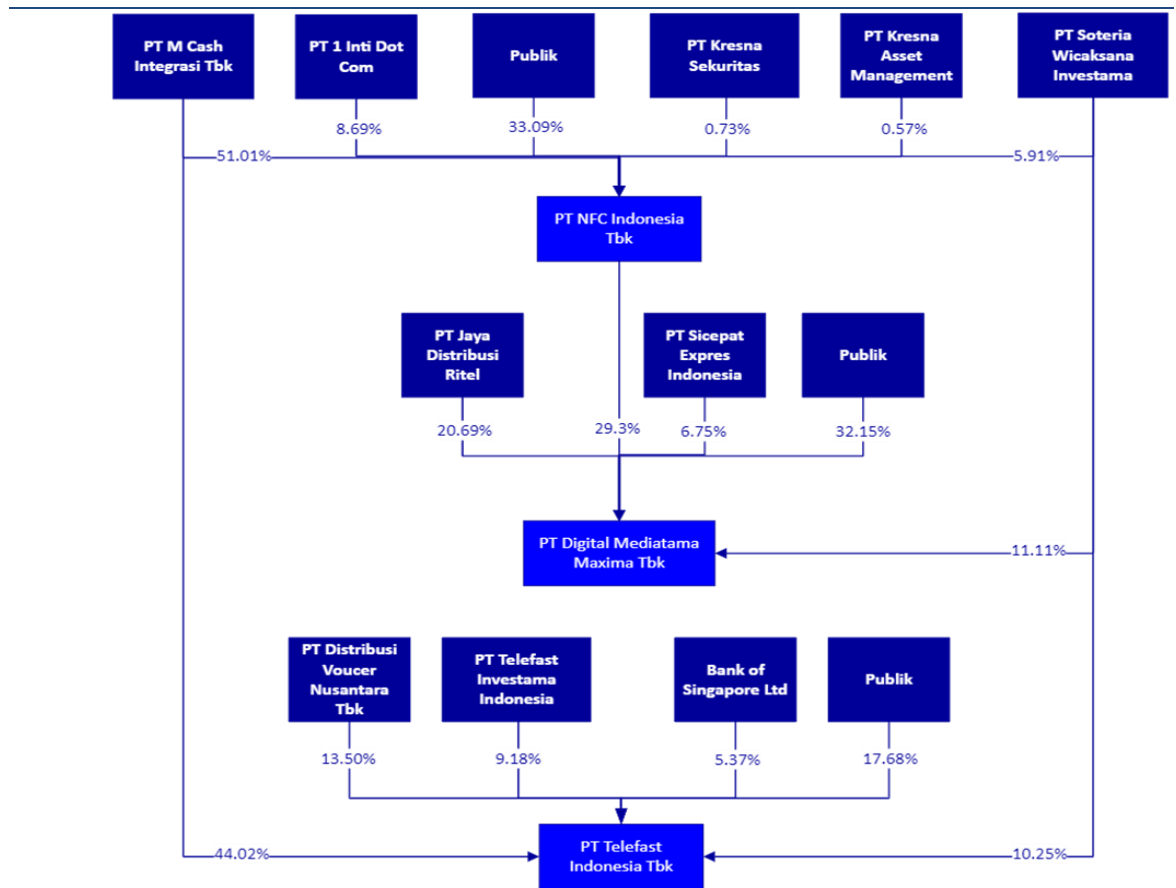 PT M Cash
Integrasi Tbk
PT 1 Inti Dot
Com
Publik
PT Kresna
Sekuritas
PT Kresna
Asset
Management
PT Soteria
Wicaksana
Investama
8.69%
33.09%
0.73%
0.57%
51.01%
5.91%
PT NFC Indonesia
Tbk
PT Jaya
Distribusi
Ritel
PT Sicepat
Expres
Indonesia
Publik
20.69%
29.3%
6.75%
32.15%
PT Digital Mediatama
Maxima Tbk
11.11%
PT Distribusi
Voucer
Nusantara
Tbk
PT Telefast
Investama
Indonesia
Bank of
Singapore Ltd
Publik
13.50%
9.18%
5.37%
17.68%
44.02%
PT Telefast
Indonesia Tbk
10.25%